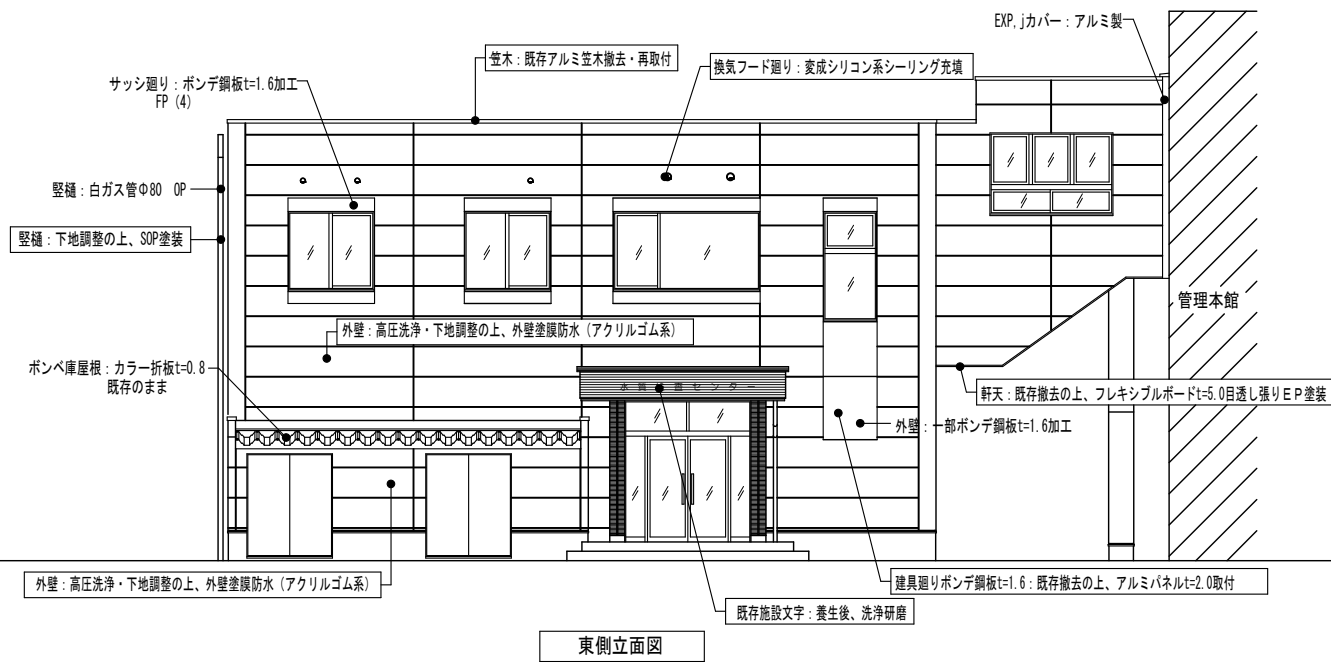 EXP,jカバー：アルミ製
笠木：既存アルミ笠木撤去・再取付
換気フード廻り：変成シリコン系シーリング充填
サッシ廻り：ボンデ鋼板t=1.6加工
FP（4）
竪樋：白ガス管Φ80　OP
竪樋：下地調整の上、SOP塗装
管理本館
外壁：高圧洗浄・下地調整の上、外壁塗膜防水（アクリルゴム系）
ボンベ庫屋根：カラー折板t=0.8
既存のまま
センター
軒天：既存撤去の上、フレキシブルボードt=5.0目透し張りＥＰ塗装
外壁：一部ボンデ鋼板t=1.6加工
外壁：高圧洗浄・下地調整の上、外壁塗膜防水（アクリルゴム系）
建具廻りボンデ鋼板t=1.6：既存撤去の上、アルミパネルt=2.0取付
既存施設文字：養生後、洗浄研磨
東側立面図